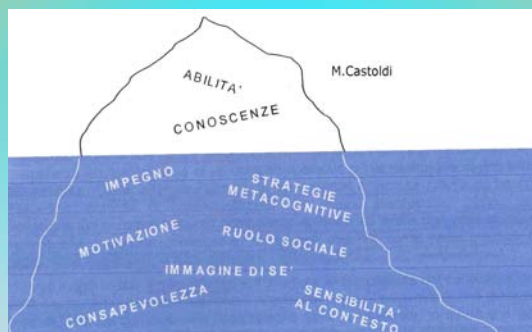 M.Castoldi
ABILITA'
CONOSCENZE
IMPEGNO
STRATEGIE
METACOGNITIVE
MOTIVAZIONE
RUOLO SOCIALE
IMMAGINE DI SE'
CONSAPEVOLEZZA
SENSIBILITA'
AL CONTESTO